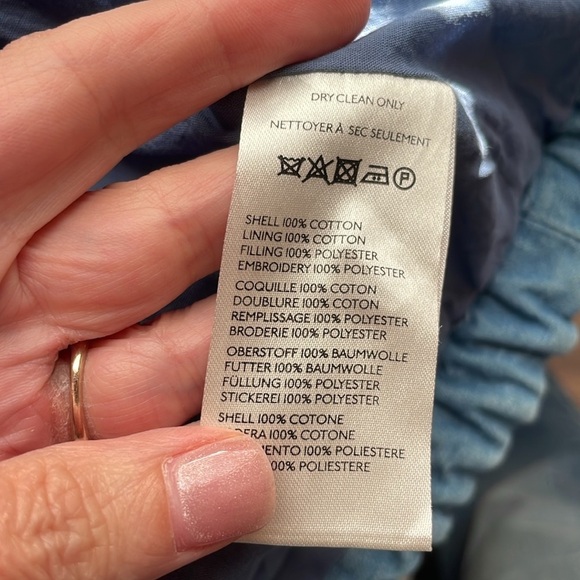 DRY CLEAN ONLY
NETTOYER À SEC SEULEMENT
P
SHELL 100% COTTON
LINING 100% COTTON
FILLING 100% POLYESTER
EMBROIDERY 100% POLYESTER
COQUILLE 100% COTON
DOUBLURE 100% COTON
REMPLISSAGE 100% POLYESTER
BRODERIE 100% POLYESTER
OBERSTOFF 100% BAUMWOLLE
FUTTER 100% BAUMWOLLE
FÜLLUNG 100% POLYESTER
STICKEREI 100% POLYESTER
SHELL 100% COTONE
100% COTONE
100% POLIESTERE
100% POLIESTERE